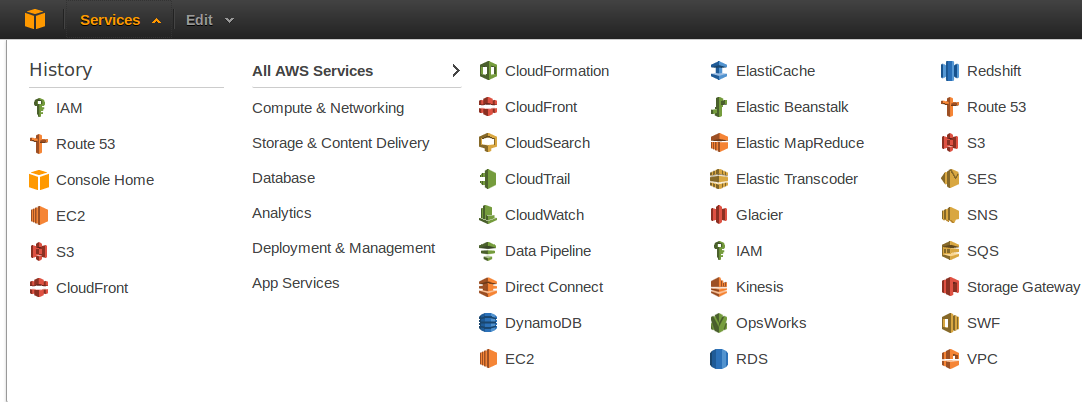 Services
Edit
History
IAM
Route 53
Console Home
EC2
S3
CloudFront
All AWS Services
Compute & Networking
Storage & Content Delivery
Database
Analytics
Deployment & Management
App Services
CloudFormation
CloudFront
CloudSearch
CloudTrail
CloudWatch
Data Pipeline
Direct Connect
DynamoDB
EC2
ElastiCache
Elastic Beanstalk
Elastic MapReduce
Elastic Transcoder
Glacier
IAM
Kinesis
OpsWorks
RDS
Redshift
Route 53
S3
SES
SNS
SQS
Storage Gateway
SWF
VPC